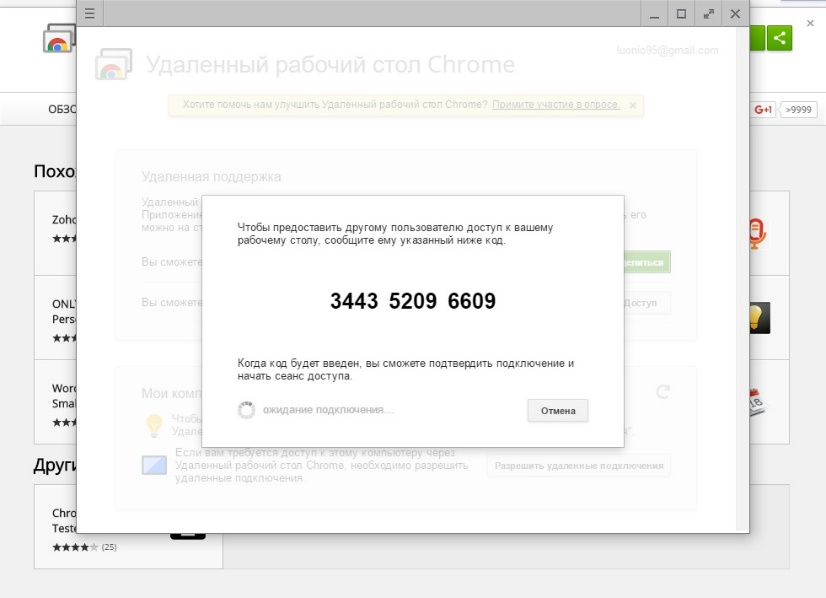 Удаленный рабочий стол Chrome
luonio95@gmail.com
Хотите помочь нам улучшить Удаленный рабочий стол Chrome? Примите участие в опросе.
ОБЗО
G+1 >9999
Похо
Удаленная поддержка
Удаленный
Приложение
его
можно на ст
Zoho
Чтобы предоставить другому пользователю доступ к вашему
рабочему столу, сообщите ему указанный ниже код.
Вы сможете
Вы сможете
Доступ
3443 5209 6609
ONL
Perso
Когда код будет введен, вы сможете подтвердить подключение и
начать сеанс доступа.
ожидание подключения...
Отмена
Word
Smal
Мои комп
Чтобы
Удале
Если вам требуется доступ к этому компьютеру через
Удаленный рабочий стол Chrome, необходимо разрешить
удаленные подключения.
Разрешить удаленные подключения
Други
Chro
Teste
(25)